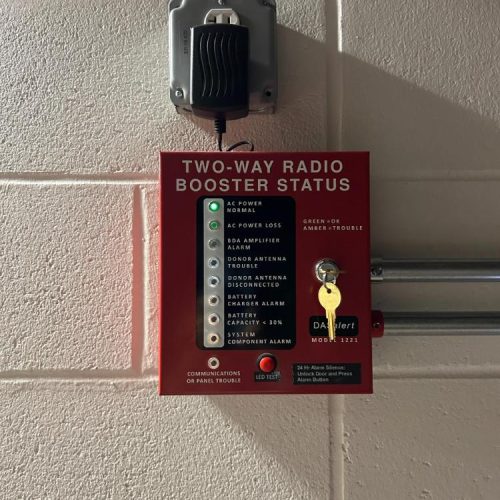 TWO-WAY RADIO
BOOSTER STATUS
AC POWER
NORMAL
AC POWER LOSS
BDA AMPLIFIER
ALARM
DONOR ANTENNA
TROUBLE
DONOR ANTENNA
DISCONNECTED
BATTERY
CHARGER ALARM
BATTERY
CAPACITY < 30%
SYSTEM
COMPONENT ALARM
GREEN =OK
AMBER =TROUBLE
DASalert
MODEL 1221
COMMUNICATIONS
OR PANEL TROUBLE
LED TEST
24 Hr Alarm Silence:
Unlock Door and Press
Alarm Button